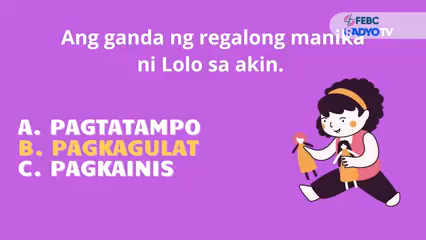 FEBC
RADYO TV
Ang ganda ng regalong manika
ni Lolo sa akin.
A. PAGTATAMPO
B. PAGKAGULAT
C. PAGKAINIS